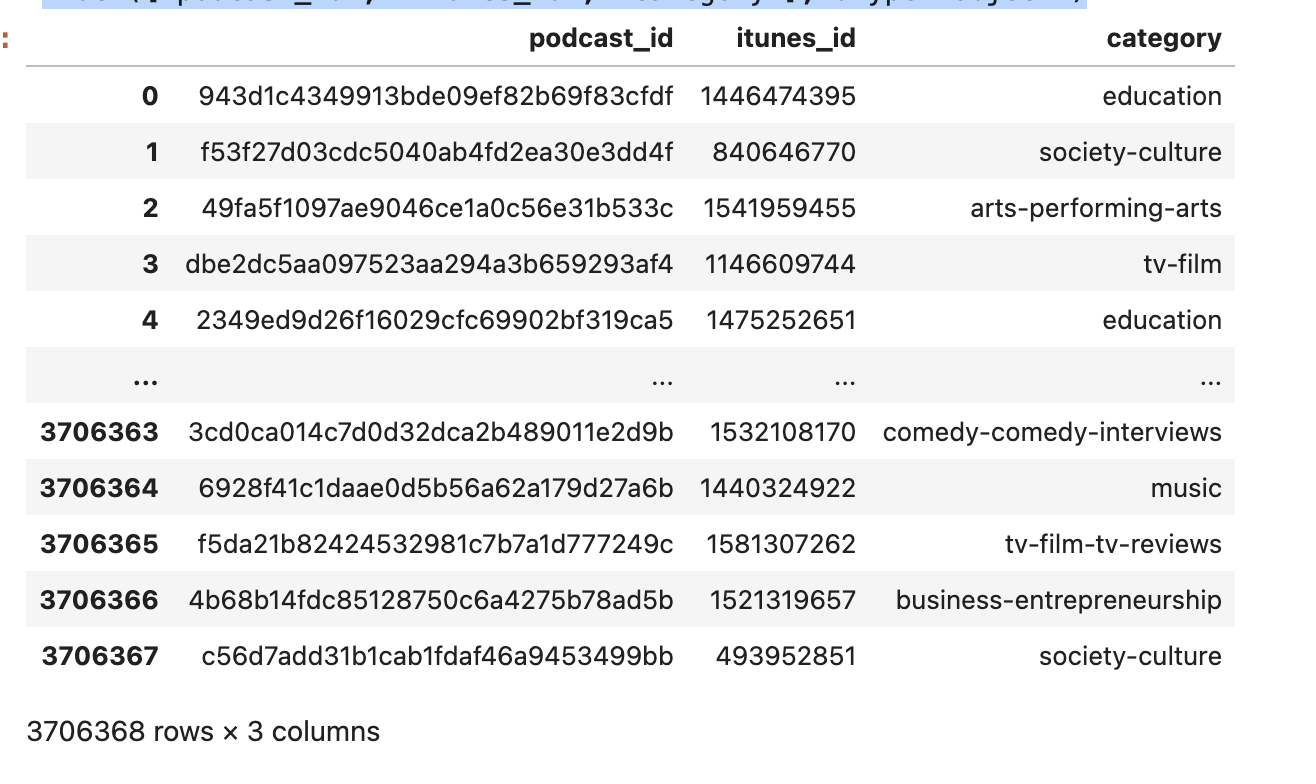 podcast_id itunes_id category
0 943d1c4349913bde09ef82b69f83cfdf 1446474395 education
1 f53f27d03cdc5040ab4fd2ea30e3dd4f 840646770 society-culture
2 49fa5f1097ae9046ce1a0c56e31b533c 1541959455 arts-performing-arts
3 dbe2dc5aa097523aa294a3b659293af4 1146609744 tv-film
4 2349ed9d26f16029cfc69902bf319ca5 1475252651 education
... ... ... ...
3706363 3cd0ca014c7d0d32dca2b489011e2d9b 1532108170 comedy-comedy-interviews
3706364 6928f41c1daae0d5b56a62a179d27a6b 1440324922 music
3706365 f5da21b82424532981c7b7a1d777249c 1581307262 tv-film-tv-reviews
3706366 4b68b14fdc85128750c6a4275b78ad5b 1521319657 business-entrepreneurship
3706367 c56d7add31b1cab1fdaf46a9453499bb 493952851 society-culture
3706368 rows × 3 columns